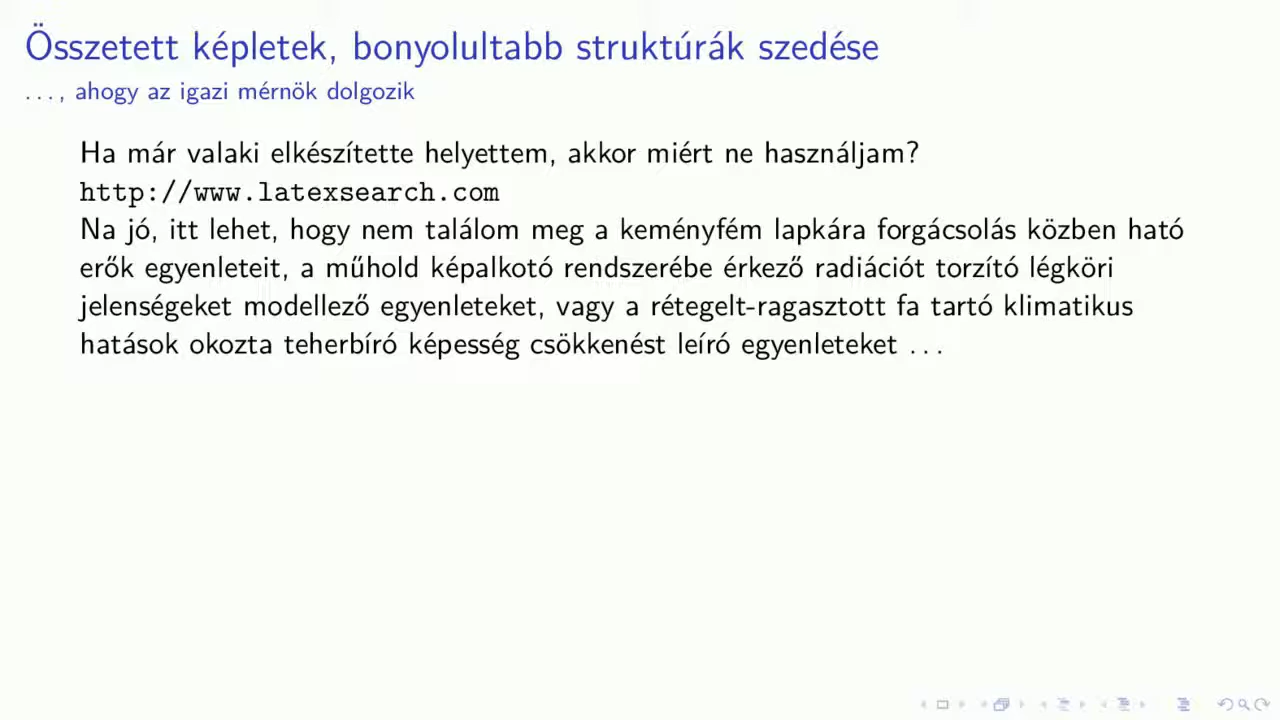 Összetett képletek, bonyolultabb struktúrák szedése
..., ahogy az igazi mérnök dolgozik
Ha már valaki elkészítette helyettem, akkor miért ne használjam?
http://www.latexsearch.com
Na jó, itt lehet, hogy nem találom meg a keményfém lapkára forgácsolás közben ható
erők egyenleteit, a műhold képalkotó rendszerébe érkező radiációt torzító légköri
jelenségeket modellező egyenleteket, vagy a rétegelt-ragasztott fa tartó klimatikus
hatások okozta teherbíró képesség csökkenést leíró egyenleteket ...